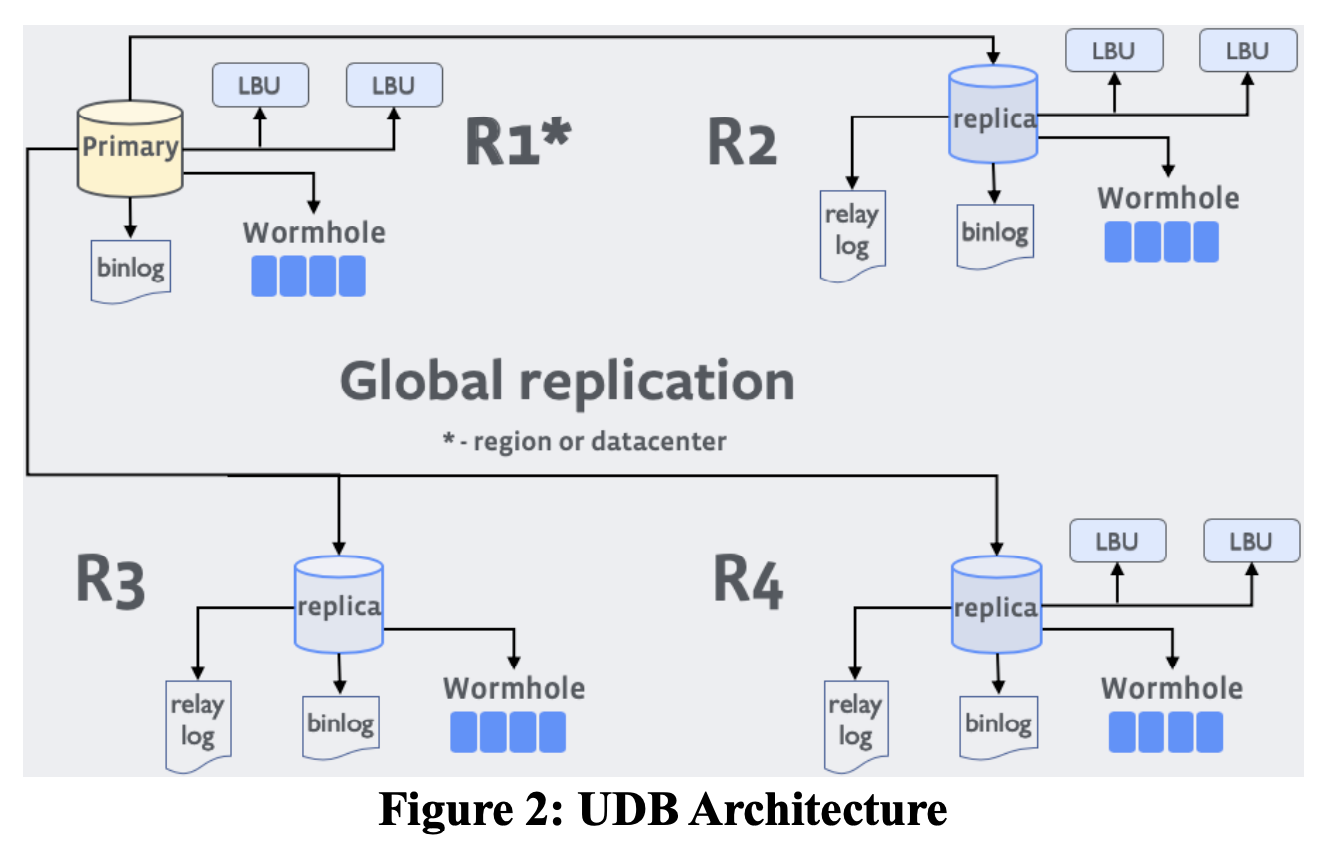 LBU
LBU
Primary
R1*
binlog
Wormhole
R2
LBU
LBU
replica
relay
log
binlog
Wormhole
Global replication
* - region or datacenter
R3
replica
relay
log
binlog
Wormhole
R4
LBU
LBU
replica
relay
log
binlog
Wormhole
Figure 2: UDB Architecture